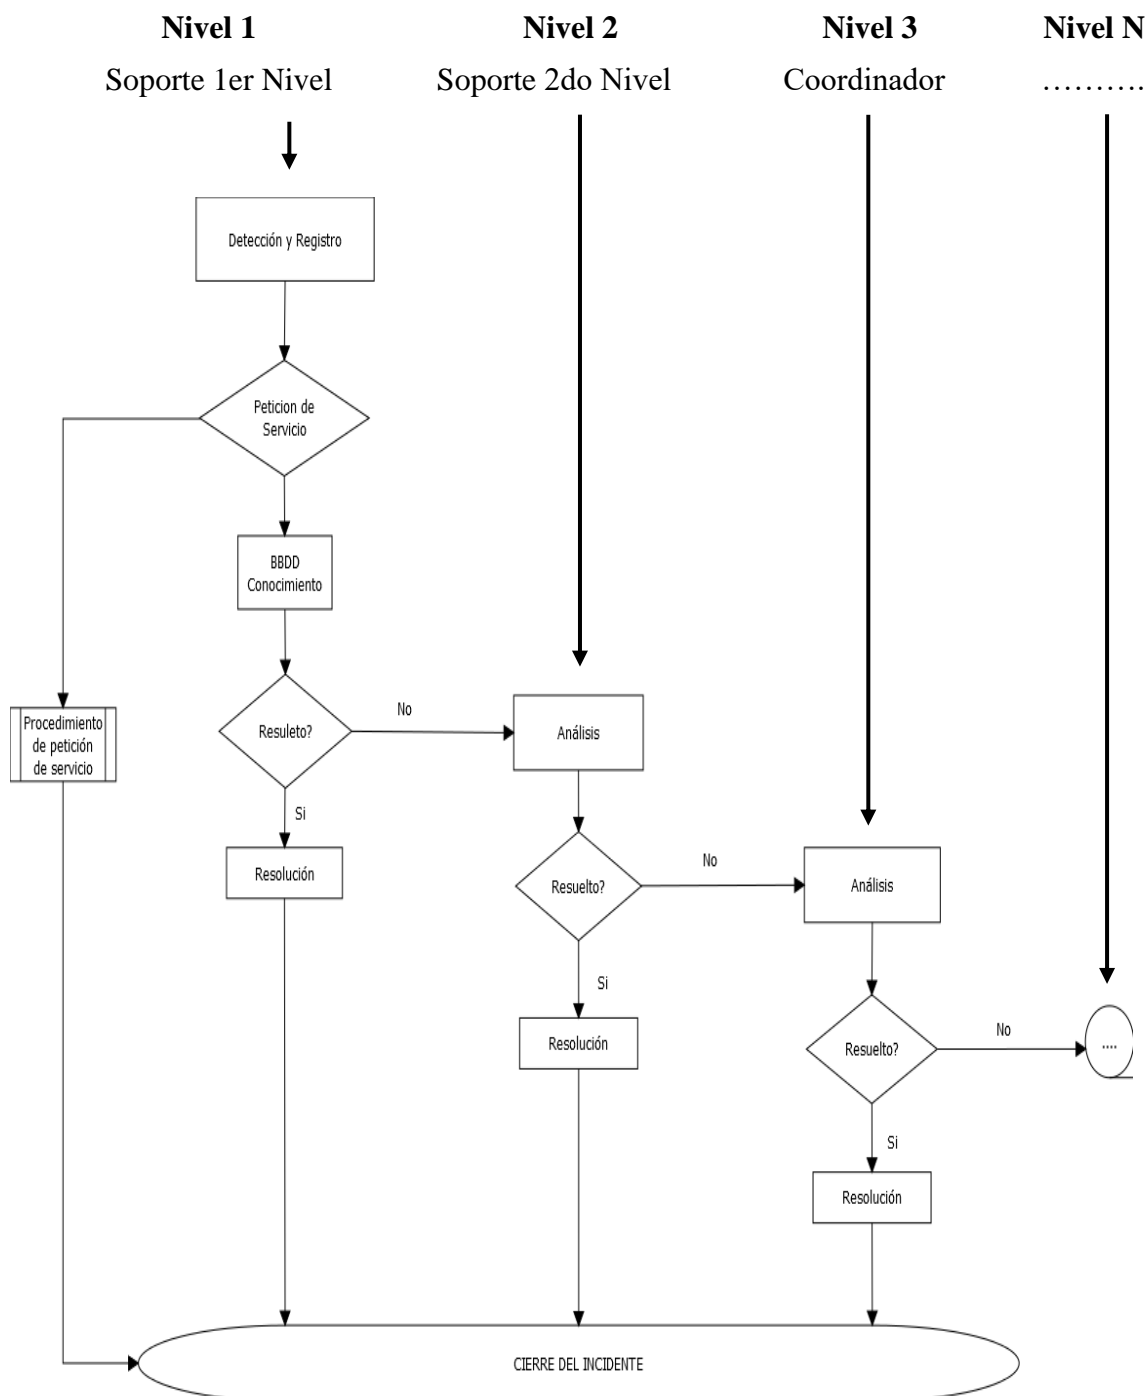 Nivel 1
Nivel 2
Nivel 3
Nivel N
Soporte 1er Nivel
Soporte 2do Nivel
Coordinador
……….
Detección y Registro
Peticion de
Servicio
BBDD
Conocimiento
Resuleto?
No
Análisis
Procedimiento
de petición
de servicio
Si
Resolución
Resuelto?
No
Análisis
Si
Resolución
Resuelto?
No
....
Si
Resolución
CIERRE DEL INCIDENTE